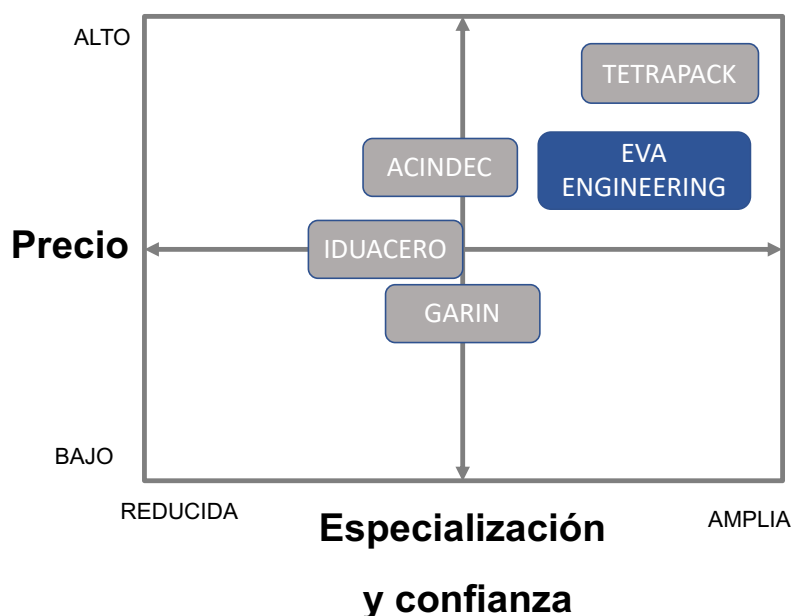 ALTO
TETRAPACK
EVA
ENGINEERING
ACINDEC
Precio
IDUACERO
GARIN
BAJO
REDUCIDA
Especialización
AMPLIA
y confianza